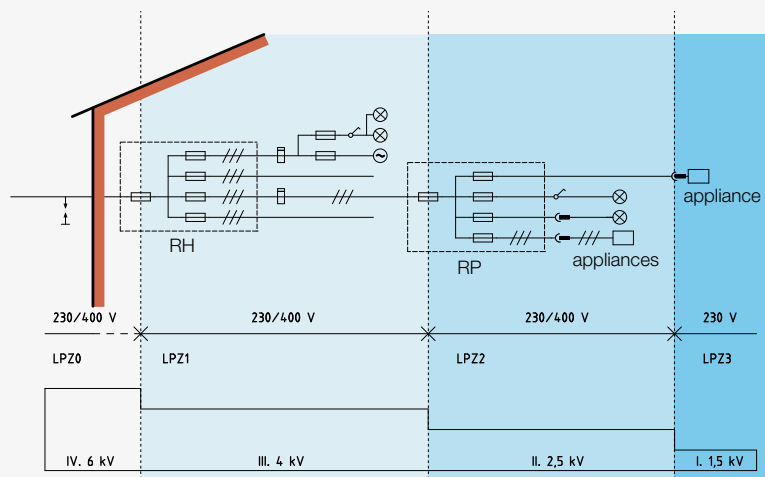 appliance
RH
RP
appliances
230/400 V
230/400 V
230/400 V
230 V
LPZ0
LPZ1
LPZ2
LPZ3
IV. 6 kV
III. 4 kV
II. 2,5 kV
I. 1,5 kV